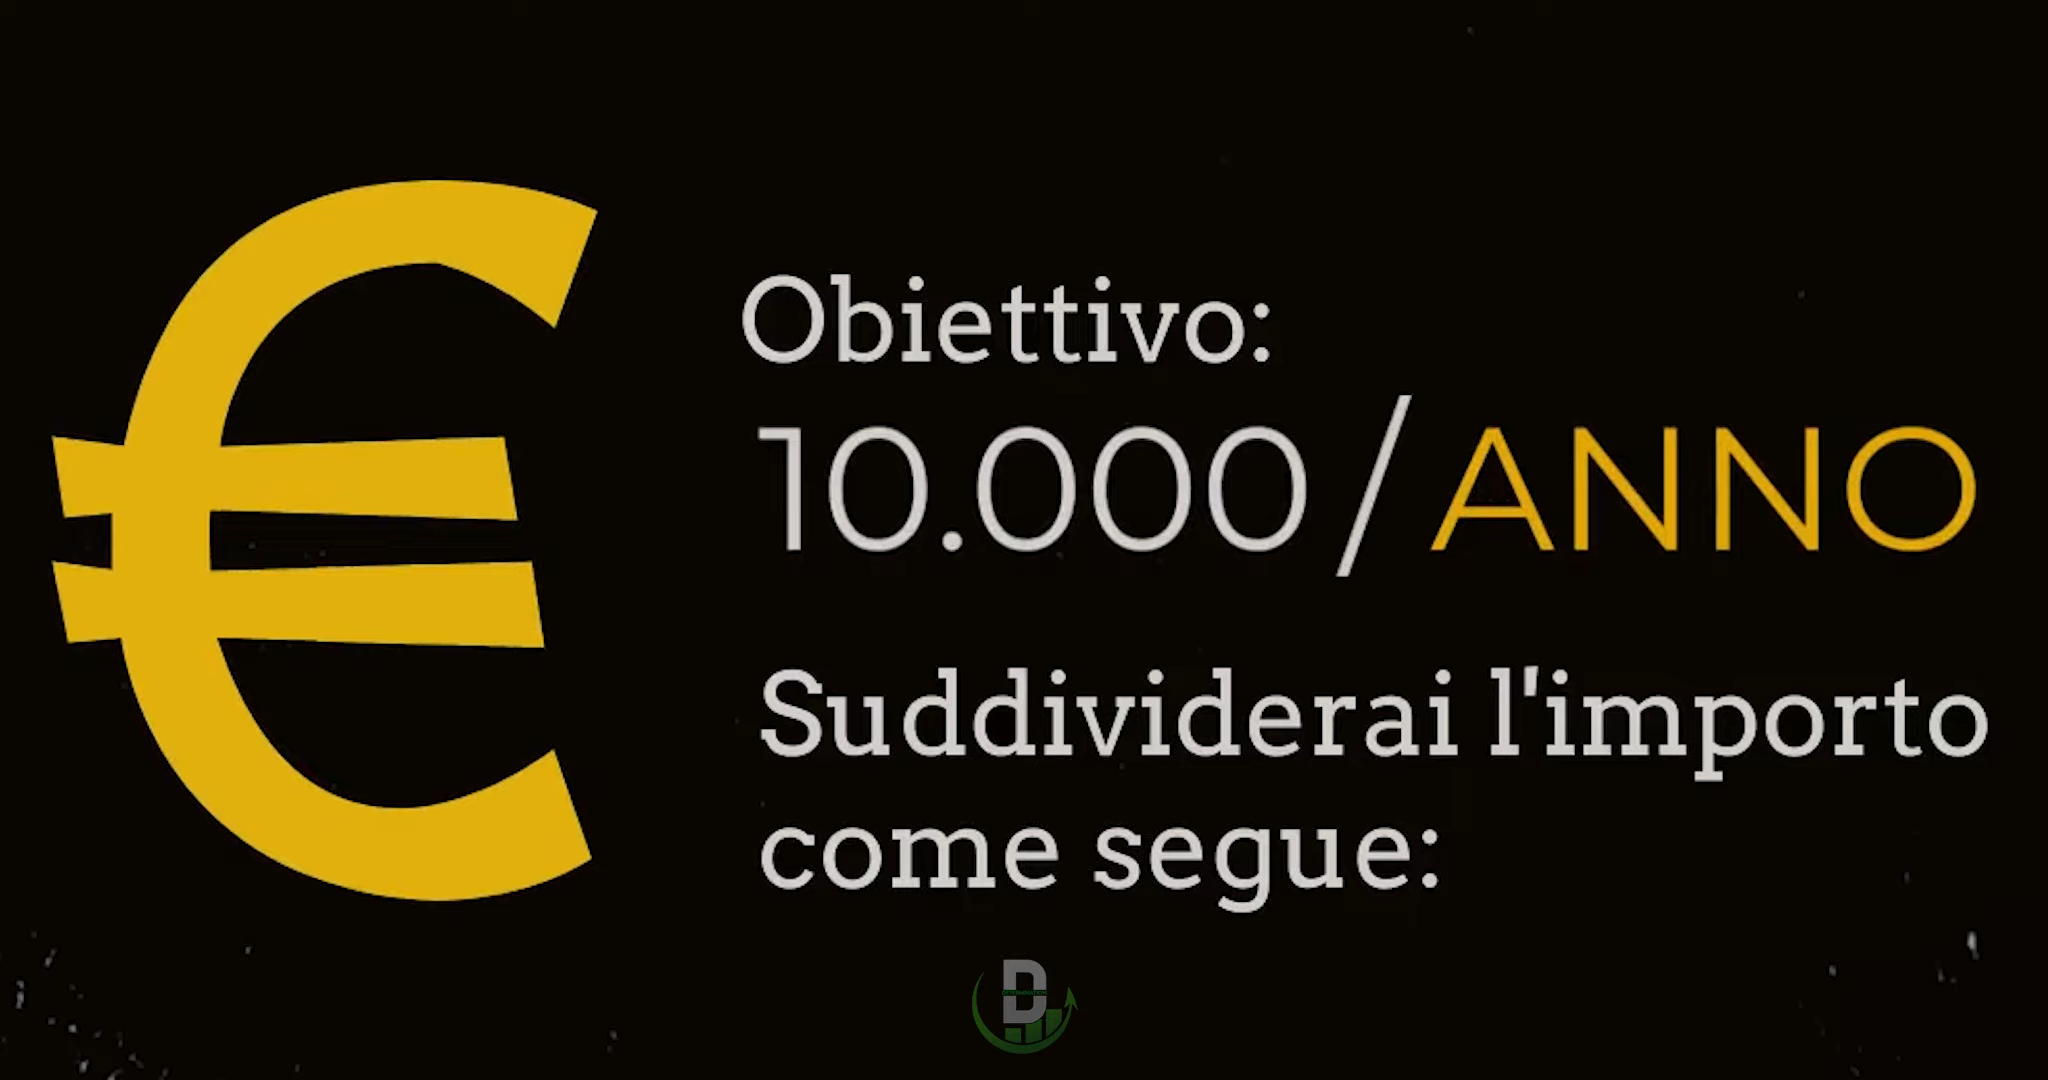 €
Obiettivo:
10.000/ANNO
Suddividerai l'importo
come segue:
D